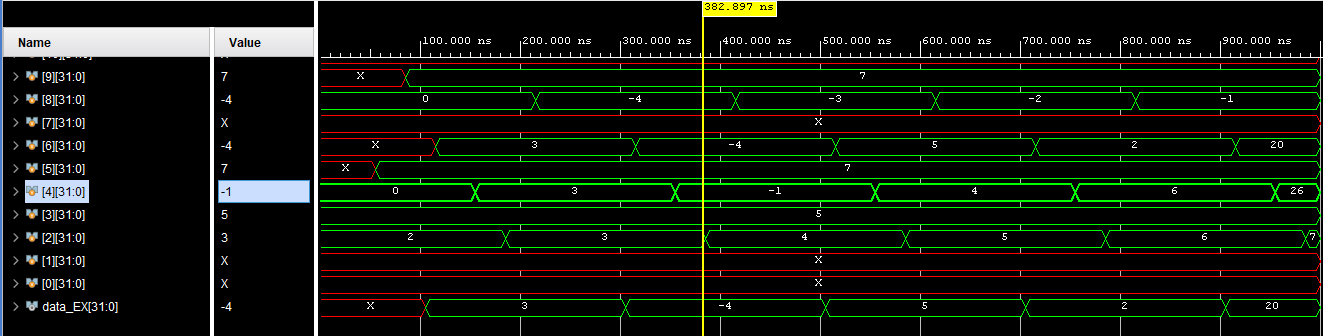 382.897 ns
Name Value 100.000 ns 200.000 ns 300.000 ns 400.000 ns 500.000 ns 600.000 ns 700.000 ns 800.000 ns 900.000 ns
[9][31:0] 7 X 7
[8][31:0] -4 0 -4 -3 -2 -1
[7][31:0] X X
[6][31:0] -4 X 3 -4 5 2 20
[5][31:0] 7 X 7
[4][31:0] -1 0 3 -1 4 6 26
[3][31:0] 5 5
[2][31:0] 3 2 3 4 5 6 7
[1][31:0] X X
[0][31:0] X X
data_EX[31:0] -4 X 3 -4 5 2 20